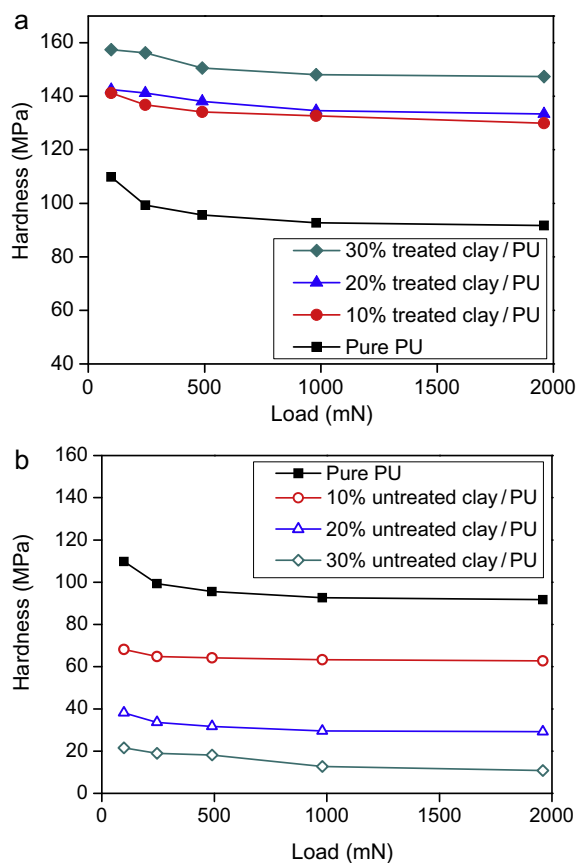 a
160
140
120
100
80
60
40
Hardness (MPa)
30% treated clay / PU
20% treated clay / PU
10% treated clay / PU
Pure PU
0 500 1000 1500 2000
Load (mN)
b
160
140
120
100
80
60
40
20
0
Hardness (MPa)
Pure PU
10% untreated clay / PU
20% untreated clay / PU
30% untreated clay / PU
0 500 1000 1500 2000
Load (mN)